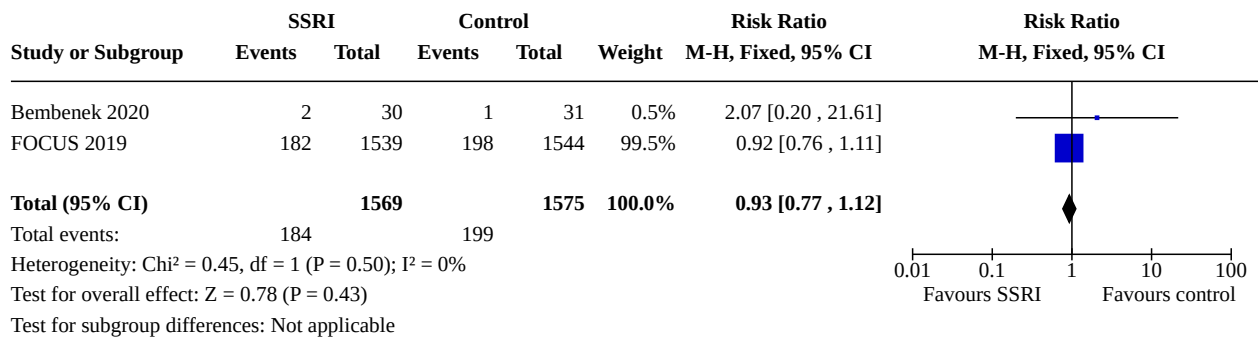 SSRI Control Risk Ratio Risk Ratio
Study or Subgroup Events Total Events Total Weight M-H, Fixed, 95% CI M-H, Fixed, 95% CI
Bembenek 2020 2 30 1 31 0.5% 2.07 [0.20 , 21.61]
FOCUS 2019 182 1539 198 1544 99.5% 0.92 [0.76 , 1.11]
Total (95% CI) 1569 1575 100.0% 0.93 [0.77 , 1.12]
Total events: 184 199
Heterogeneity: Chi² = 0.45, df = 1 (P = 0.50); I² = 0%
0.01 0.1 1 10 100
Test for overall effect: Z = 0.78 (P = 0.43)
Favours SSRI Favours control
Test for subgroup differences: Not applicable